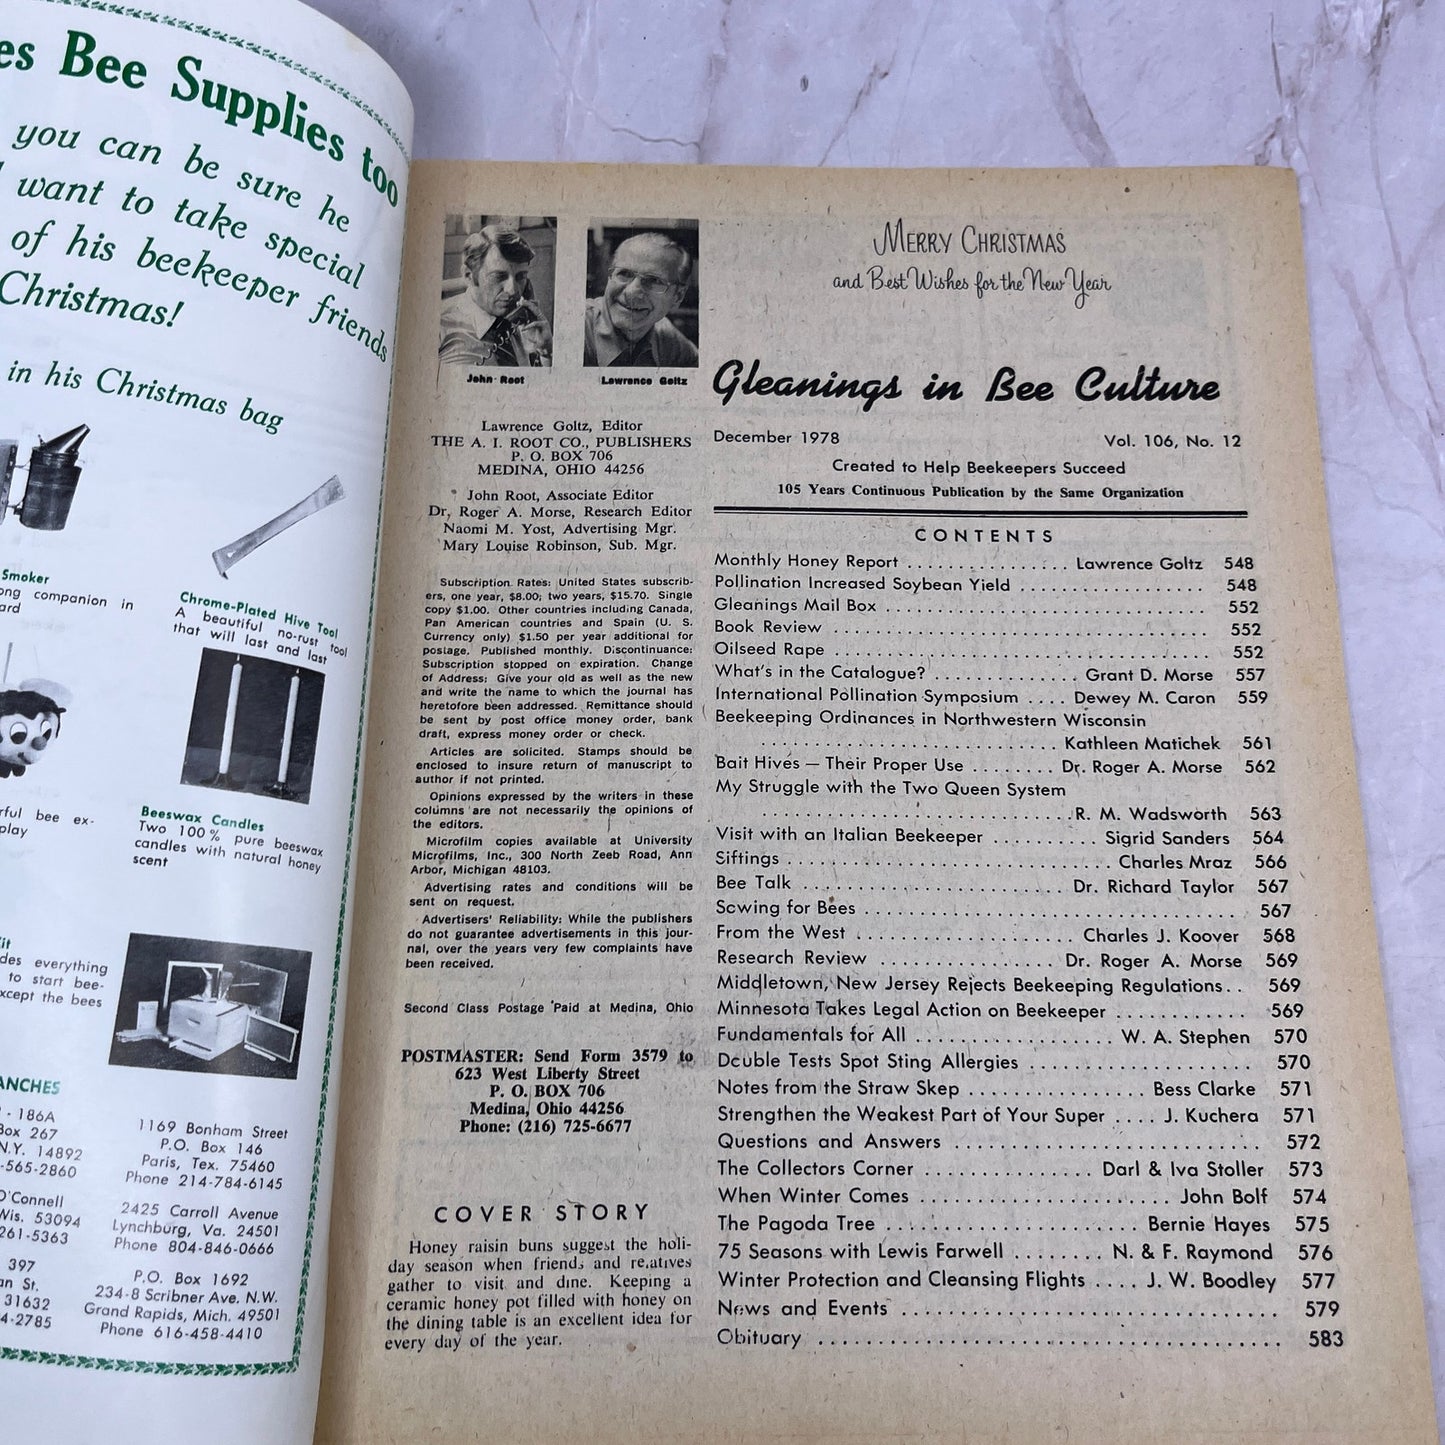 es Bee Supplies too
you can be sure he
want to take special
of his beekeeper friends
Christmas!
in his Christmas bag
Smoker
ong companion in
ard
Chrome-Plated Hive Tool
A beautiful no-rust tool
that will last and last
rful bee ex-
play
Beeswax Candles
Two 100% pure beeswax
candles with natural honey
scent
Kit
des everything
to start bee-
xcept the bees
ANCHES
- 186A
Box 267
N.Y. 14892
-565-2860
O'Connell
Wis. 53094
261-5363
397
an St.
31632
4-2785
1169 Bonham Street
P.O. Box 146
Paris, Tex. 75460
Phone 214-784-6145
2425 Carroll Avenue
Lynchburg, Va. 24501
Phone 804-846-0666
P.O. Box 1692
234-8 Scribner Ave. N.W.
Grand Rapids, Mich. 49501
Phone 616-458-4410
John Root
Lawrence Goltz
Lawrence Goltz, Editor
THE A. I. ROOT CO., PUBLISHERS
P. O. BOX 706
MEDINA, OHIO 44256
John Root, Associate Editor
Dr. Roger A. Morse, Research Editor
Naomi M. Yost, Advertising Mgr.
Mary Louise Robinson, Sub. Mgr.
Subscription Rates: United States subscrib-
ers, one year, $8.00; two years, $15.70. Single
copy $1.00. Other countries including Canada,
Pan American countries and Spain (U. S.
Currency only) $1.50 per year additional for
postage. Published monthly. Discontinuance:
Subscription stopped on expiration. Change
of Address: Give your old as well as the new
and write the name to which the journal has
heretofore been addressed. Remittance should
be sent by post office money order, bank
draft, express money order or check.
Articles are solicited. Stamps should be
enclosed to insure return of manuscript to
author if not printed.
Opinions expressed by the writers in these
columns are not necessarily the opinions of
the editors.
Microfilm copies available at University
Microfilms, Inc., 300 North Zeeb Road, Ann
Arbor, Michigan 48103.
Advertising rates and conditions will be
sent on request.
Advertisers' Reliability: While the publishers
do not guarantee advertisements in this jour-
nal, over the years very few complaints have
been received.
Second Class Postage Paid at Medina, Ohio
POSTMASTER: Send Form 3579 to
623 West Liberty Street
P. O. BOX 706
Medina, Ohio 44256
Phone: (216) 725-6677
COVER STORY
Honey raisin buns suggest the holi-
day season when friends and relatives
gather to visit and dine. Keeping a
ceramic honey pot filled with honey on
the dining table is an excellent idea for
every day of the year.
MERRY CHRISTMAS
and Best Wishes for the New Year
Gleanings in Bee Culture
December 1978 Vol. 106, No. 12
Created to Help Beekeepers Succeed
105 Years Continuous Publication by the Same Organization
CONTENTS
Monthly Honey Report ............... Lawrence Goltz 548
Pollination Increased Soybean Yield ................. 548
Gleanings Mail Box ............................. 552
Book Review .................................. 552
Oilseed Rape .................................. 552
What's in the Catalogue? .............. Grant D. Morse 557
International Pollination Symposium .... Dewey M. Caron 559
Beekeeping Ordinances in Northwestern Wisconsin
........................... Kathleen Matichek 561
Bait Hives — Their Proper Use ........ Dr. Roger A. Morse 562
My Struggle with the Two Queen System
............................ R. M. Wadsworth 563
Visit with an Italian Beekeeper .......... Sigrid Sanders 564
Siftings ............................. Charles Mraz 566
Bee Talk ........................ Dr. Richard Taylor 567
Sowing for Bees .................................. 567
From the West .................... Charles J. Koover 568
Research Review ................ Dr. Roger A. Morse 569
Middletown, New Jersey Rejects Beekeeping Regulations.. 569
Minnesota Takes Legal Action on Beekeeper ............ 569
Fundamentals for All ................... W. A. Stephen 570
Double Tests Spot Sting Allergies .................... 570
Notes from the Straw Skep ................ Bess Clarke 571
Strengthen the Weakest Part of Your Super .... J. Kuchera 571
Questions and Answers ............................ 572
The Collectors Corner ............... Darl & Iva Stoller 573
When Winter Comes ....................... John Bolf 574
The Pagoda Tree ...................... Bernie Hayes 575
75 Seasons with Lewis Farwell ........ N. & F. Raymond 576
Winter Protection and Cleansing Flights .... J. W. Boodley 577
News and Events .................................. 579
Obituary ......................................... 583